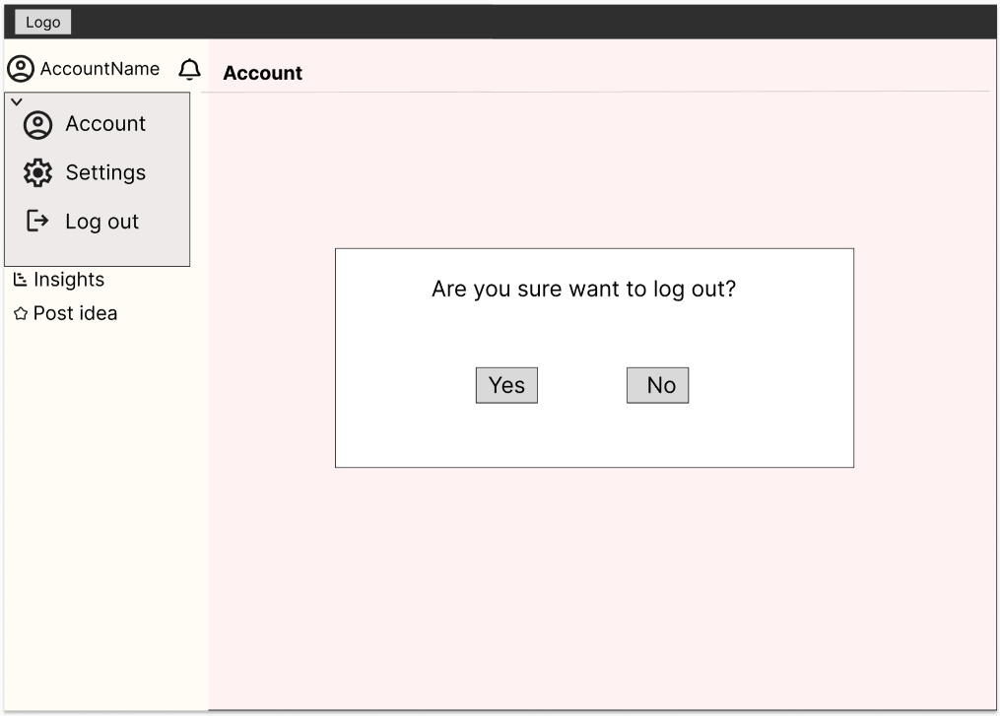 Logo
AccountName
Account
Account
Settings
Log out
Insights
Post idea
Are you sure want to log out?
Yes
No